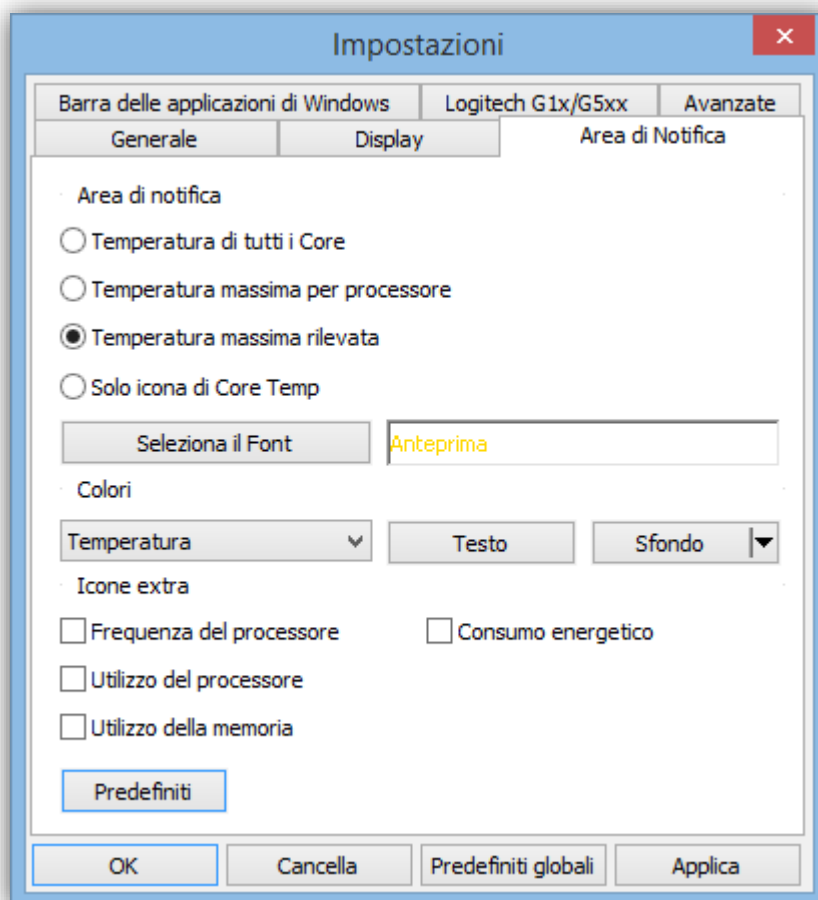 Impostazioni
Barra delle applicazioni di Windows Logitech G1x/G5xx Avanzate
Generale Display Area di Notifica
Area di notifica
Temperatura di tutti i Core
Temperatura massima per processore
Temperatura massima rilevata
Solo icona di Core Temp
Seleziona il Font Anteprima
Colori
Temperatura Testo Sfondo
Icone extra
Frequenza del processore Consumo energetico
Utilizzo del processore
Utilizzo della memoria
Predefiniti
OK Cancella Predefiniti globali Applica